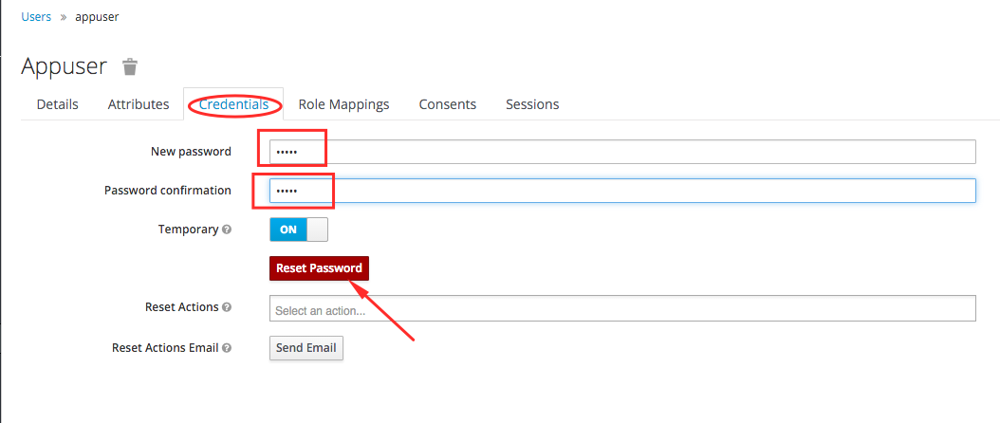 Users » appuser
Appuser
Details Attributes Credentials Role Mappings Consents Sessions
New password •••••
Password confirmation •••••
Temporary ? ON
Reset Password
Reset Actions ? Select an action...
Reset Actions Email ? Send Email